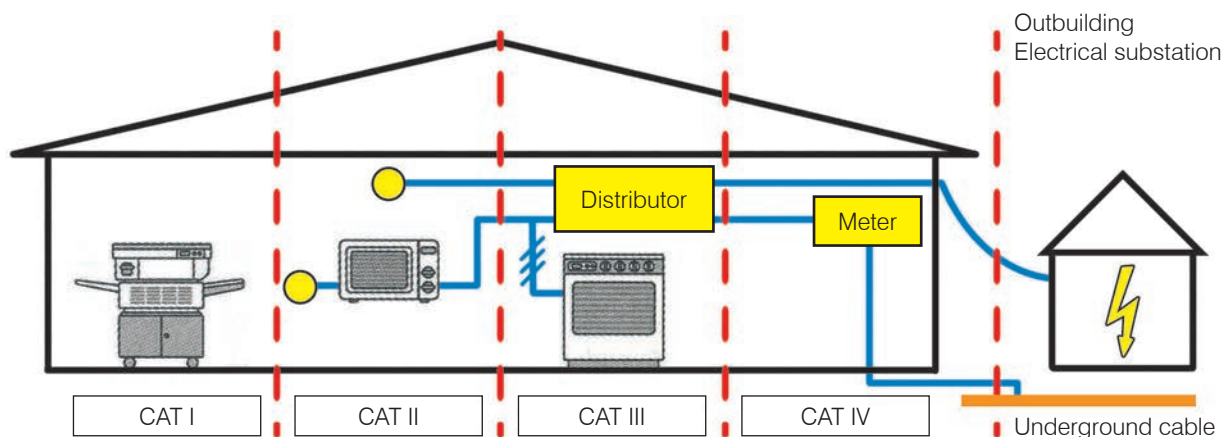 Outbuilding
Electrical substation
Distributor
Meter
CAT I
CAT II
CAT III
CAT IV
Underground cable